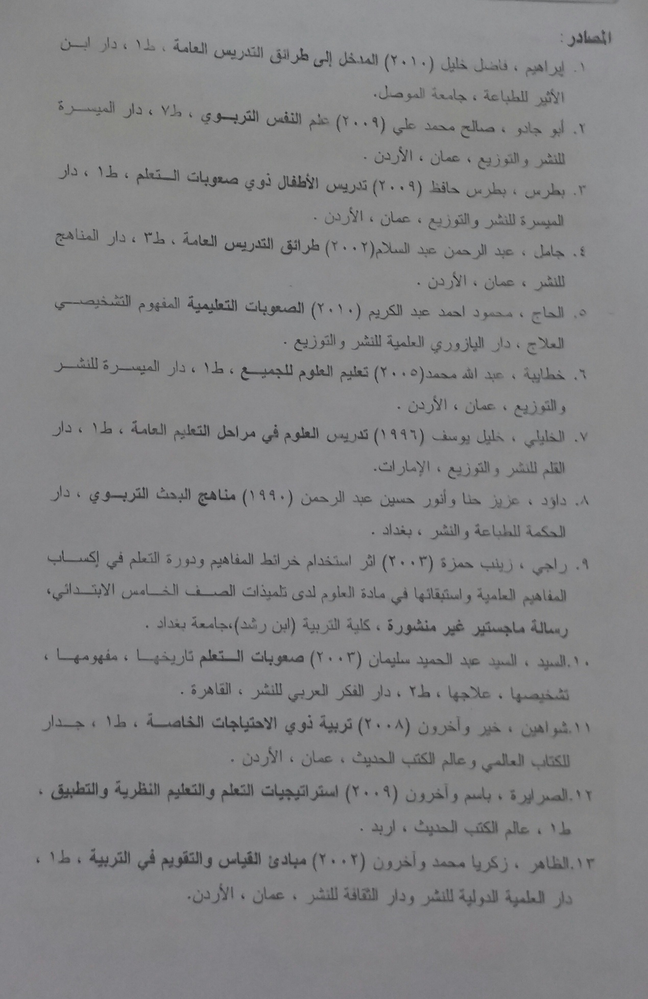 المصادر :
١. إبراهيم ، فاضل خليل (٢٠١٠) المدخل إلى طرائق التدريس العامة ، ط١ ، دار ابن
الأثير للطباعة ، جامعة الموصل.
٢. أبو جادو ، صالح محمد علي (٢٠٠٩) علم النفس التربوي ، ط٧ ، دار الميسرة
للنشر والتوزيع ، عمان ، الأردن .
٣. بطرس ، بطرس حافظ (٢٠٠٩) تدريس الأطفال ذوي صعوبات التعلم ، ط١ ، دار
الميسرة للنشر والتوزيع ، عمان ، الأردن .
٤. جامل ، عبد الرحمن عبد السلام(٢٠٠٢) طرائق التدريس العامة ، ط٣ ، دار المناهج
للنشر ، عمان ، الأردن .
٥. الحاج ، محمود احمد عبد الكريم (٢٠١٠) الصعوبات التعليمية المفهوم التشخيصي
العلاج ، دار اليازوري العلمية للنشر والتوزيع .
٦. خطايبة ، عبد الله محمد(٢٠٠٥) تعليم العلوم للجميع ، ط١ ، دار الميسرة للنشر
والتوزيع ، عمان ، الأردن .
٧. الخليلي ، خليل يوسف (١٩٩٦) تدريس العلوم في مراحل التعليم العامة ، ط١ ، دار
القلم للنشر والتوزيع ، الإمارات.
٨. داؤد ، عزيز حنا وأنور حسين عبد الرحمن (١٩٩٠) مناهج البحث التربوي ، دار
الحكمة للطباعة والنشر ، بغداد .
٩. راجي ، زينب حمزة (٢٠٠٣) اثر استخدام خرائط المفاهيم ودورة التعلم في إكساب
المفاهيم العلمية واستبقائها في مادة العلوم لدى تلميذات الصف الخامس الابتدائي،
رسالة ماجستير غير منشورة ، كلية التربية (ابن رشد)،جامعة بغداد .
١٠.السيد ، السيد عبد الحميد سليمان (٢٠٠٣) صعوبات التعلم تاريخها ، مفهومها ،
تشخيصها ، علاجها ، ط٢ ، دار الفكر العربي للنشر ، القاهرة .
١١.شواهين ، خير وآخرون (٢٠٠٨) تربية ذوي الاحتياجات الخاصة ، ط١ ، جدار
للكتاب العالمي وعالم الكتب الحديث ، عمان ، الأردن .
١٢.الصرايرة ، باسم وآخرون (٢٠٠٩) استراتيجيات التعلم والتعليم النظرية والتطبيق ،
ط١ ، عالم الكتب الحديث ، اربد .
١٣.الظاهر ، زكريا محمد وآخرون (٢٠٠٢) مبادئ القياس والتقويم في التربية ، ط١ ،
دار العلمية الدولية للنشر ودار الثقافة للنشر ، عمان ، الأردن.